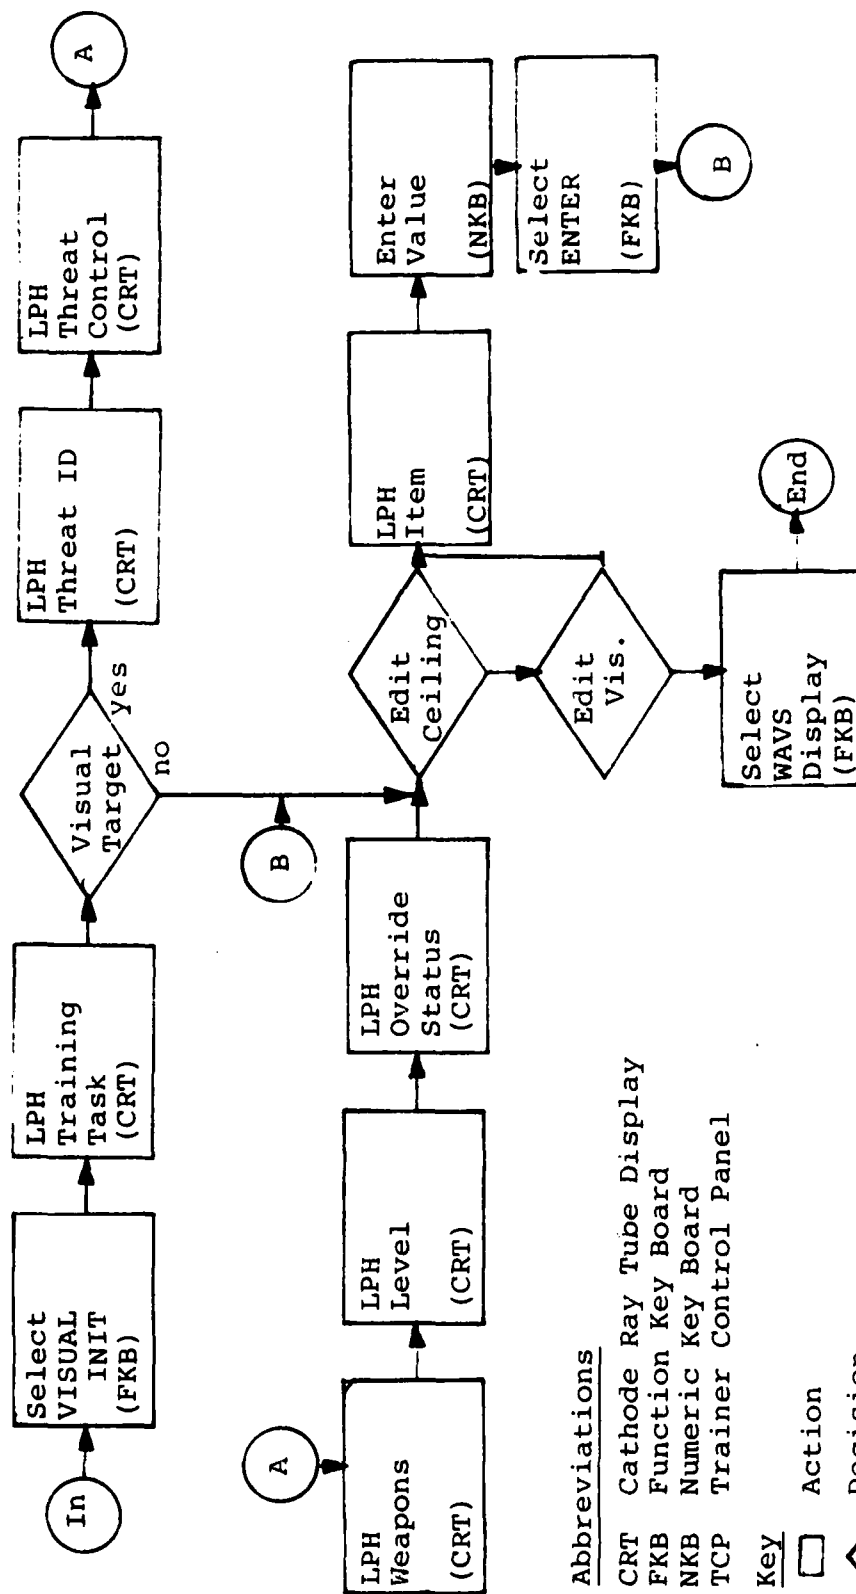 In
Select
VISUAL
INIT
(FKB)
LPH
Training
Task
(CRT)
Visual
Target
yes
no
LPH
Threat ID
(CRT)
LPH
Threat
Control
(CRT)
A
A
LPH
Weapons
(CRT)
LPH
Level
(CRT)
LPH
Override
Status
(CRT)
B
Edit
Ceiling
LPH
Item
(CRT)
Enter
Value
(NKB)
Select
ENTER
(FKB)
B
Edit
Vis.
Select
WAVS
Display
(FKB)
End
Abbreviations
CRT Cathode Ray Tube Display
FKB Function Key Board
NKB Numeric Key Board
TCP Trainer Control Panel
Key
Action
Decision